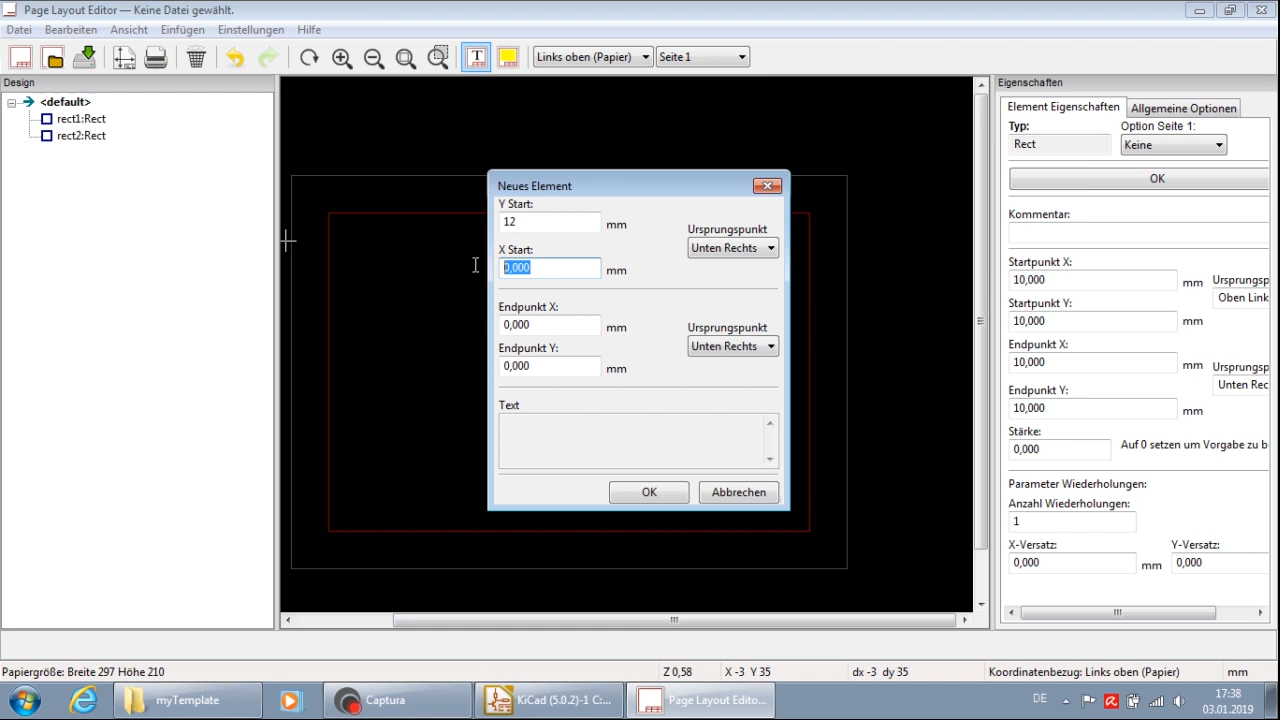 Page Layout Editor — Keine Datei gewählt.
Datei Bearbeiten Ansicht Einfügen Einstellungen Hilfe
T Links oben (Papier) Seite 1
Design
<default>
rect1:Rect
rect2:Rect
Neues Element
Y Start:
12 mm
Ursprungspunkt
Unten Rechts
X Start:
0,000 mm
Endpunkt X:
0,000 mm
Ursprungspunkt
Unten Rechts
Endpunkt Y:
0,000 mm
Text
OK Abbrechen
Eigenschaften
Element Eigenschaften Allgemeine Optionen
Typ: Option Seite 1:
Rect Keine
OK
Kommentar:
Startpunkt X:
10,000 mm
Ursprungsp
Oben Link
Startpunkt Y:
10,000 mm
Endpunkt X:
10,000 mm
Ursprungsp
Unten Rec
Endpunkt Y:
10,000 mm
Stärke:
0,000 Auf 0 setzen um Vorgabe zu b
Parameter Wiederholungen:
Anzahl Wiederholungen:
1
X-Versatz: Y-Versatz:
0,000 mm 0,000
Papiergröße: Breite 297 Höhe 210 Z 0,58 X -3 Y 35 dx -3 dy 35 Koordinatenbezug: Links oben (Papier) mm
myTemplate Captura KiCad (5.0.2)-1 C:... Page Layout Edito... DE 17:38
03.01.2019